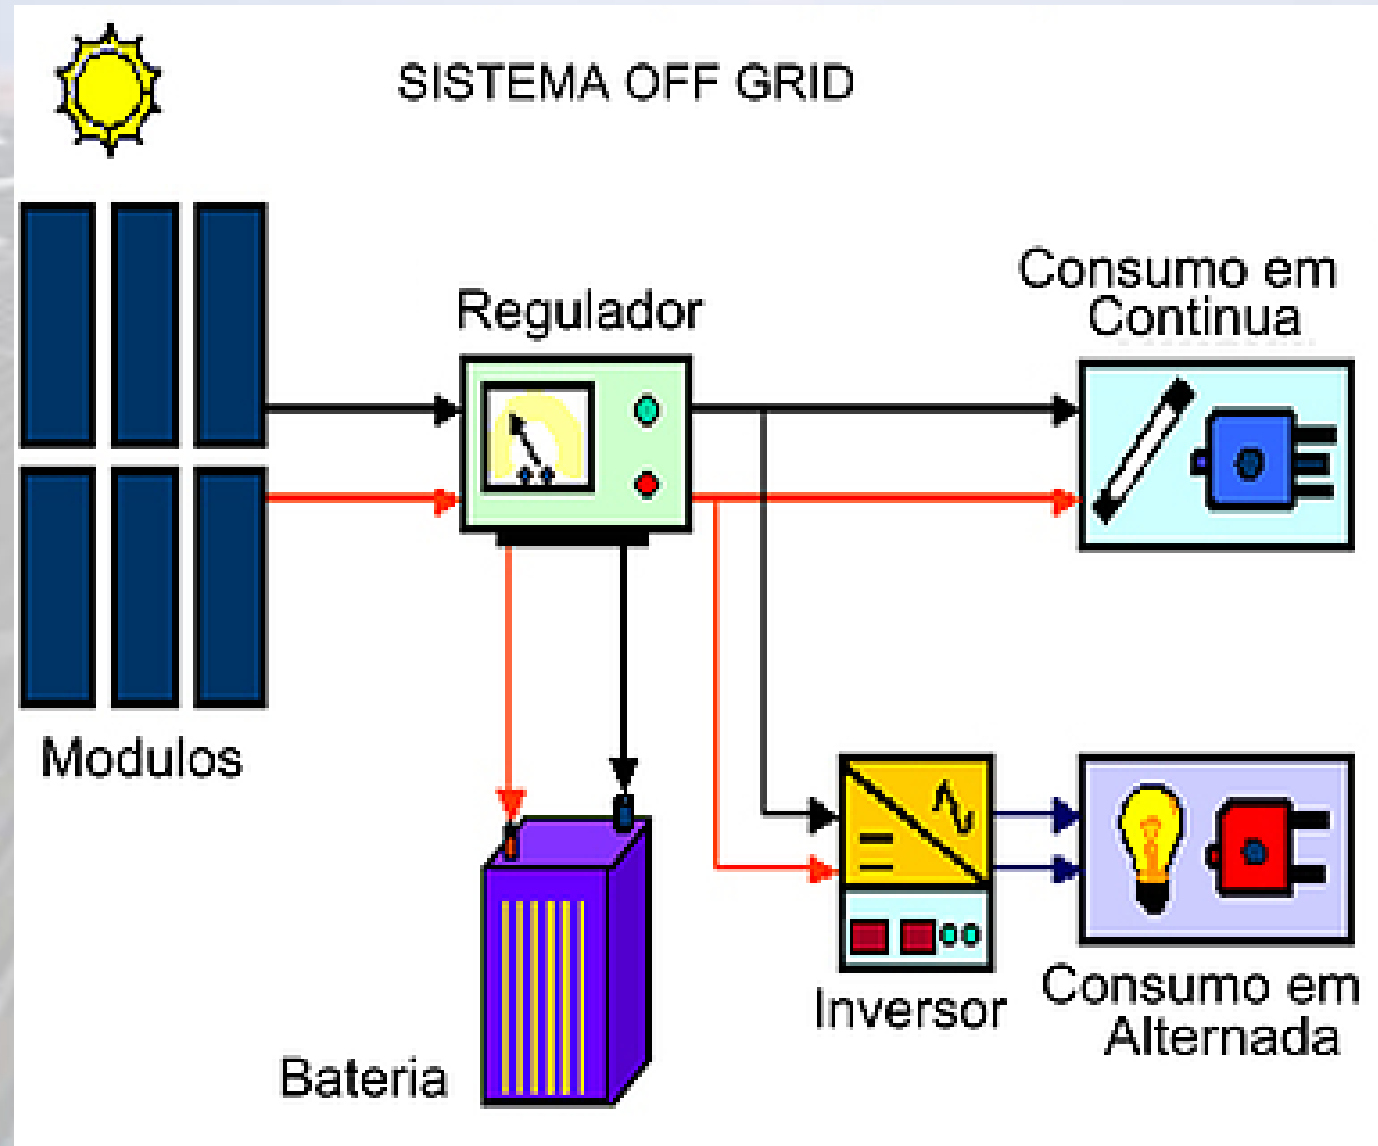 SISTEMA OFF GRID
Consumo em
Continua
Regulador
Modulos
Inversor
Consumo em
Alternada
Bateria